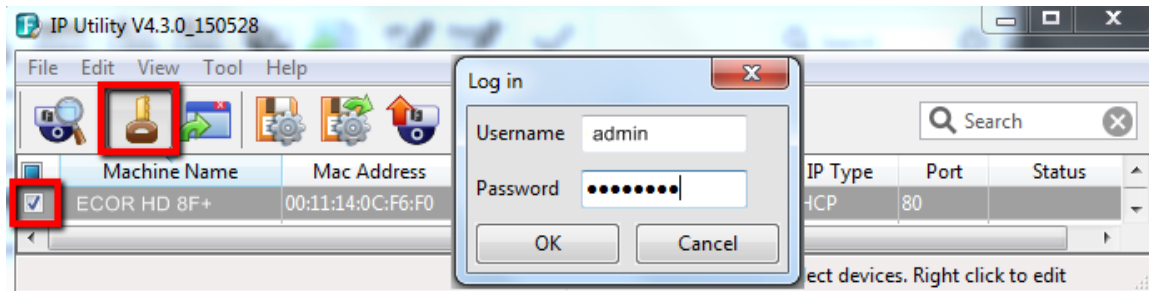 IP Utility V4.3.0_150528
File Edit View Tool Help
Log in
Username admin
Password ●●●●●●●●
OK Cancel
Search
Machine Name Mac Address IP Type Port Status
ECOR HD 8F+ 00:11:14:0C:F6:F0 HCP 80
ect devices. Right click to edit